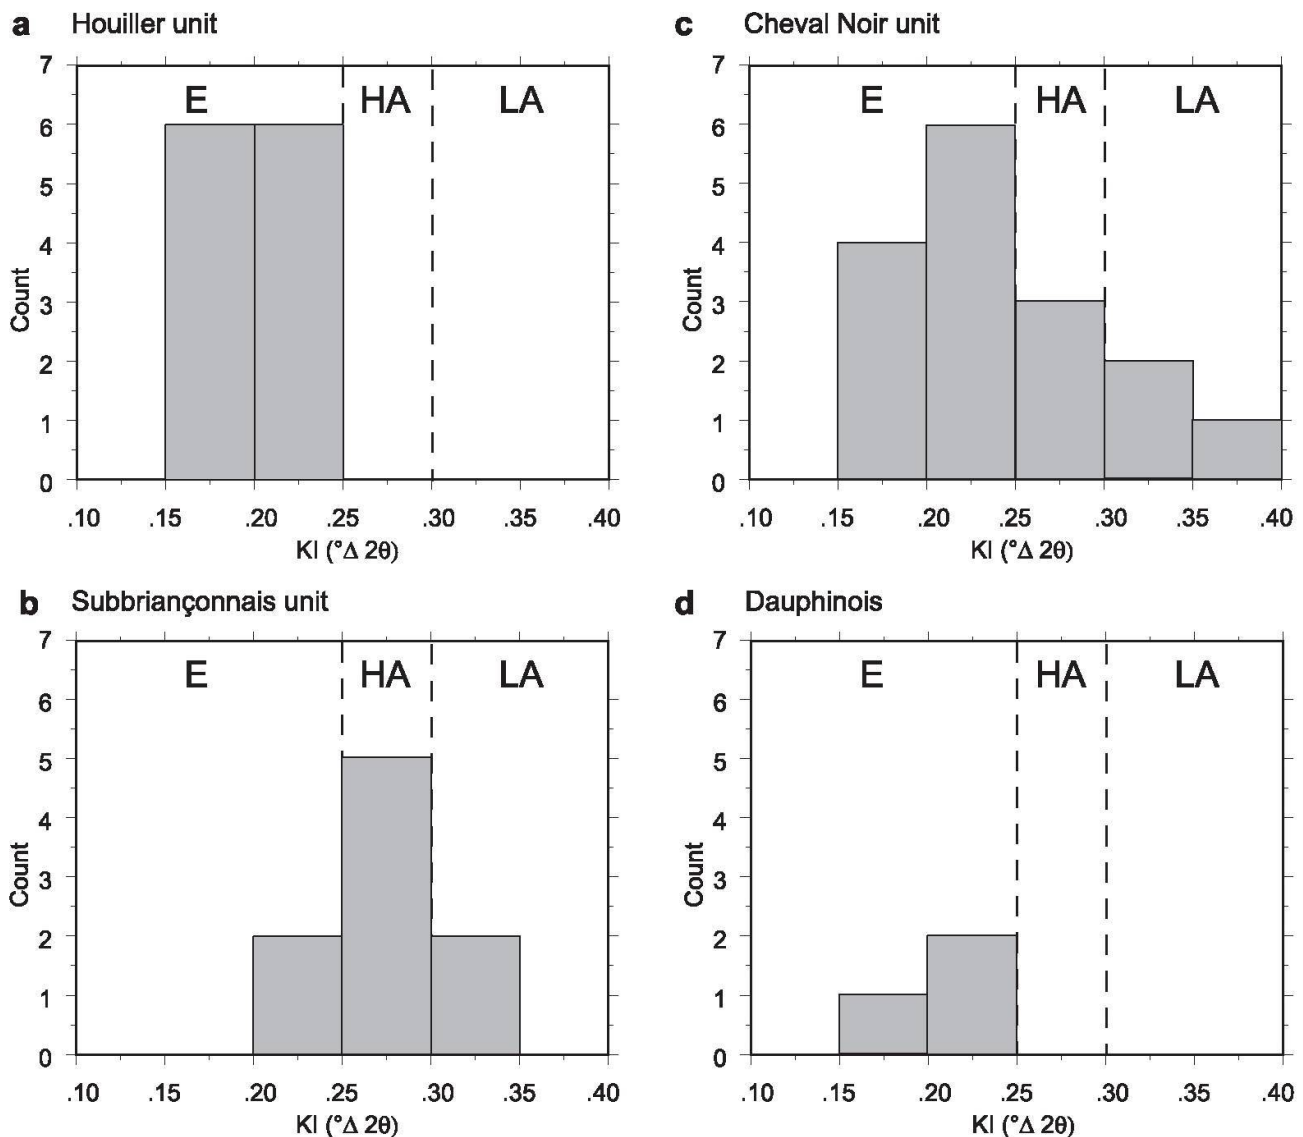 a Houiller unit
7
6
5
4
3
2
1
0
Count
E HA LA
.10 .15 .20 .25 .30 .35 .40
KI (°Δ 2θ)
c Cheval Noir unit
7
6
5
4
3
2
1
0
Count
E HA LA
.10 .15 .20 .25 .30 .35 .40
KI (°Δ 2θ)
b Subbriançonnais unit
7
6
5
4
3
2
1
0
Count
E HA LA
.10 .15 .20 .25 .30 .35 .40
KI (°Δ 2θ)
d Dauphinois
7
6
5
4
3
2
1
0
Count
E HA LA
.10 .15 .20 .25 .30 .35 .40
KI (°Δ 2θ)